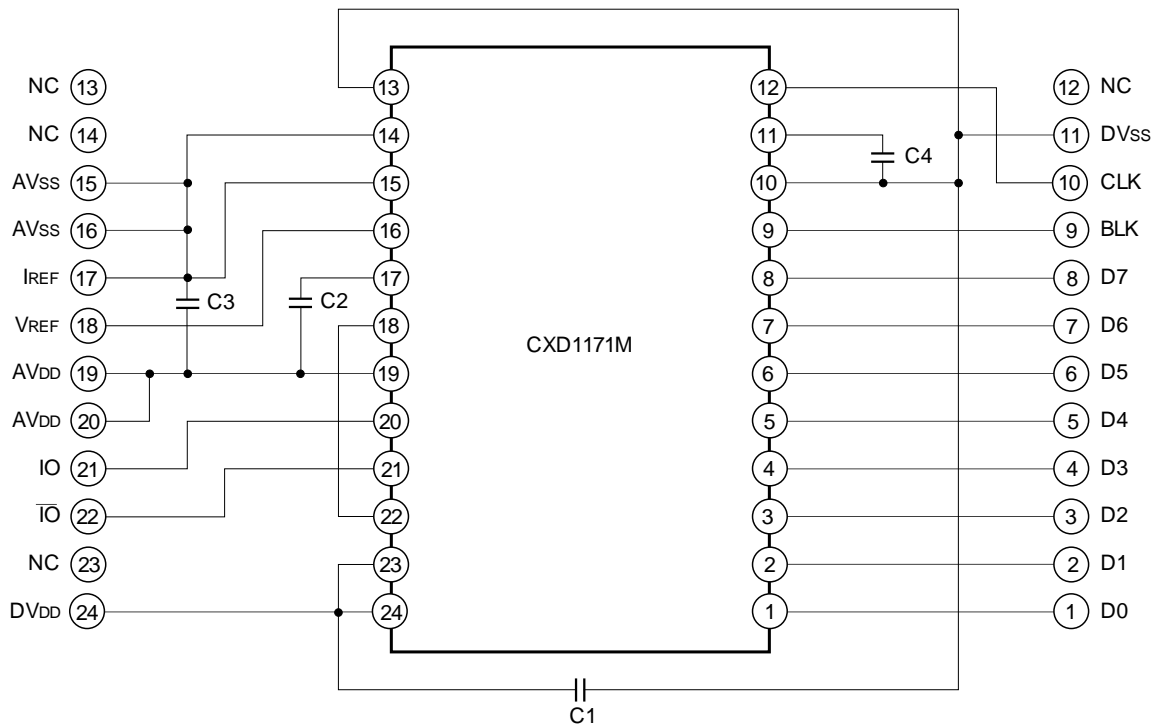 NC 13 13 12 12 NC
NC 14 14 11 C4 11 DVSS
AVSS 15 15 10 10 CLK
AVSS 16 16 9 9 BLK
IREF 17 C3 C2 17 8 8 D7
VREF 18 18 CXD1171M 7 7 D6
AVDD 19 19 6 6 D5
AVDD 20 20 5 5 D4
IO 21 21 4 4 D3
I̅O̅ 22 22 3 3 D2
NC 23 23 2 2 D1
DVDD 24 24 1 1 D0
C1